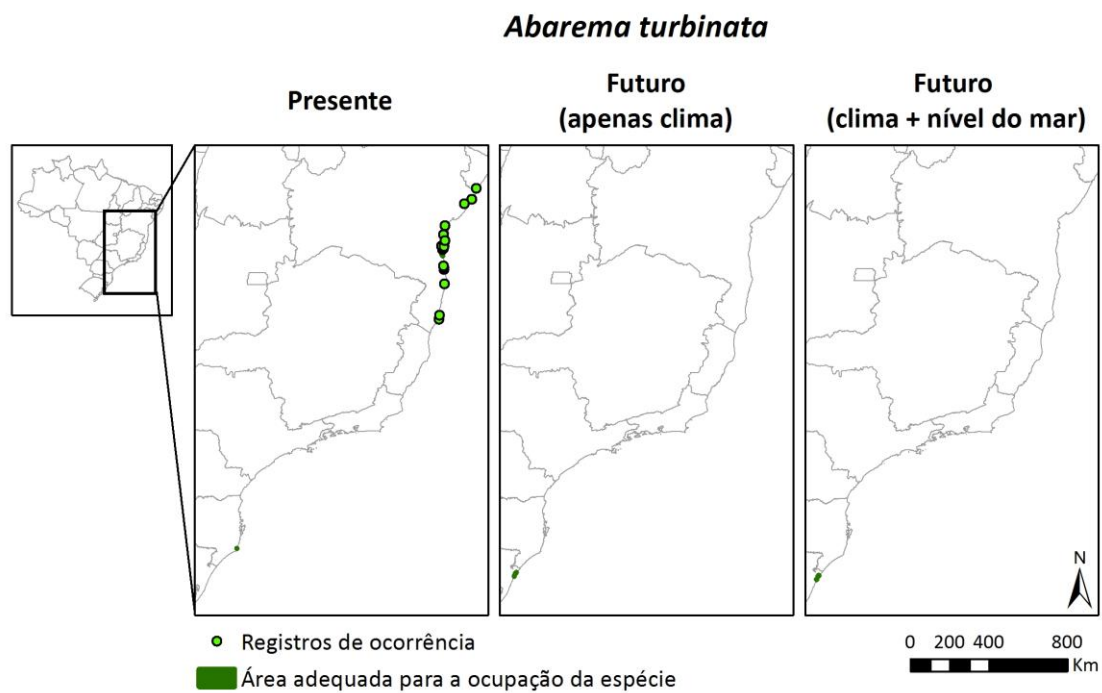 Abarema turbinata
Presente
Futuro
(apenas clima)
Futuro
(clima + nível do mar)
N
Registros de ocorrência
Área adequada para a ocupação da espécie
0 200 400 800
Km